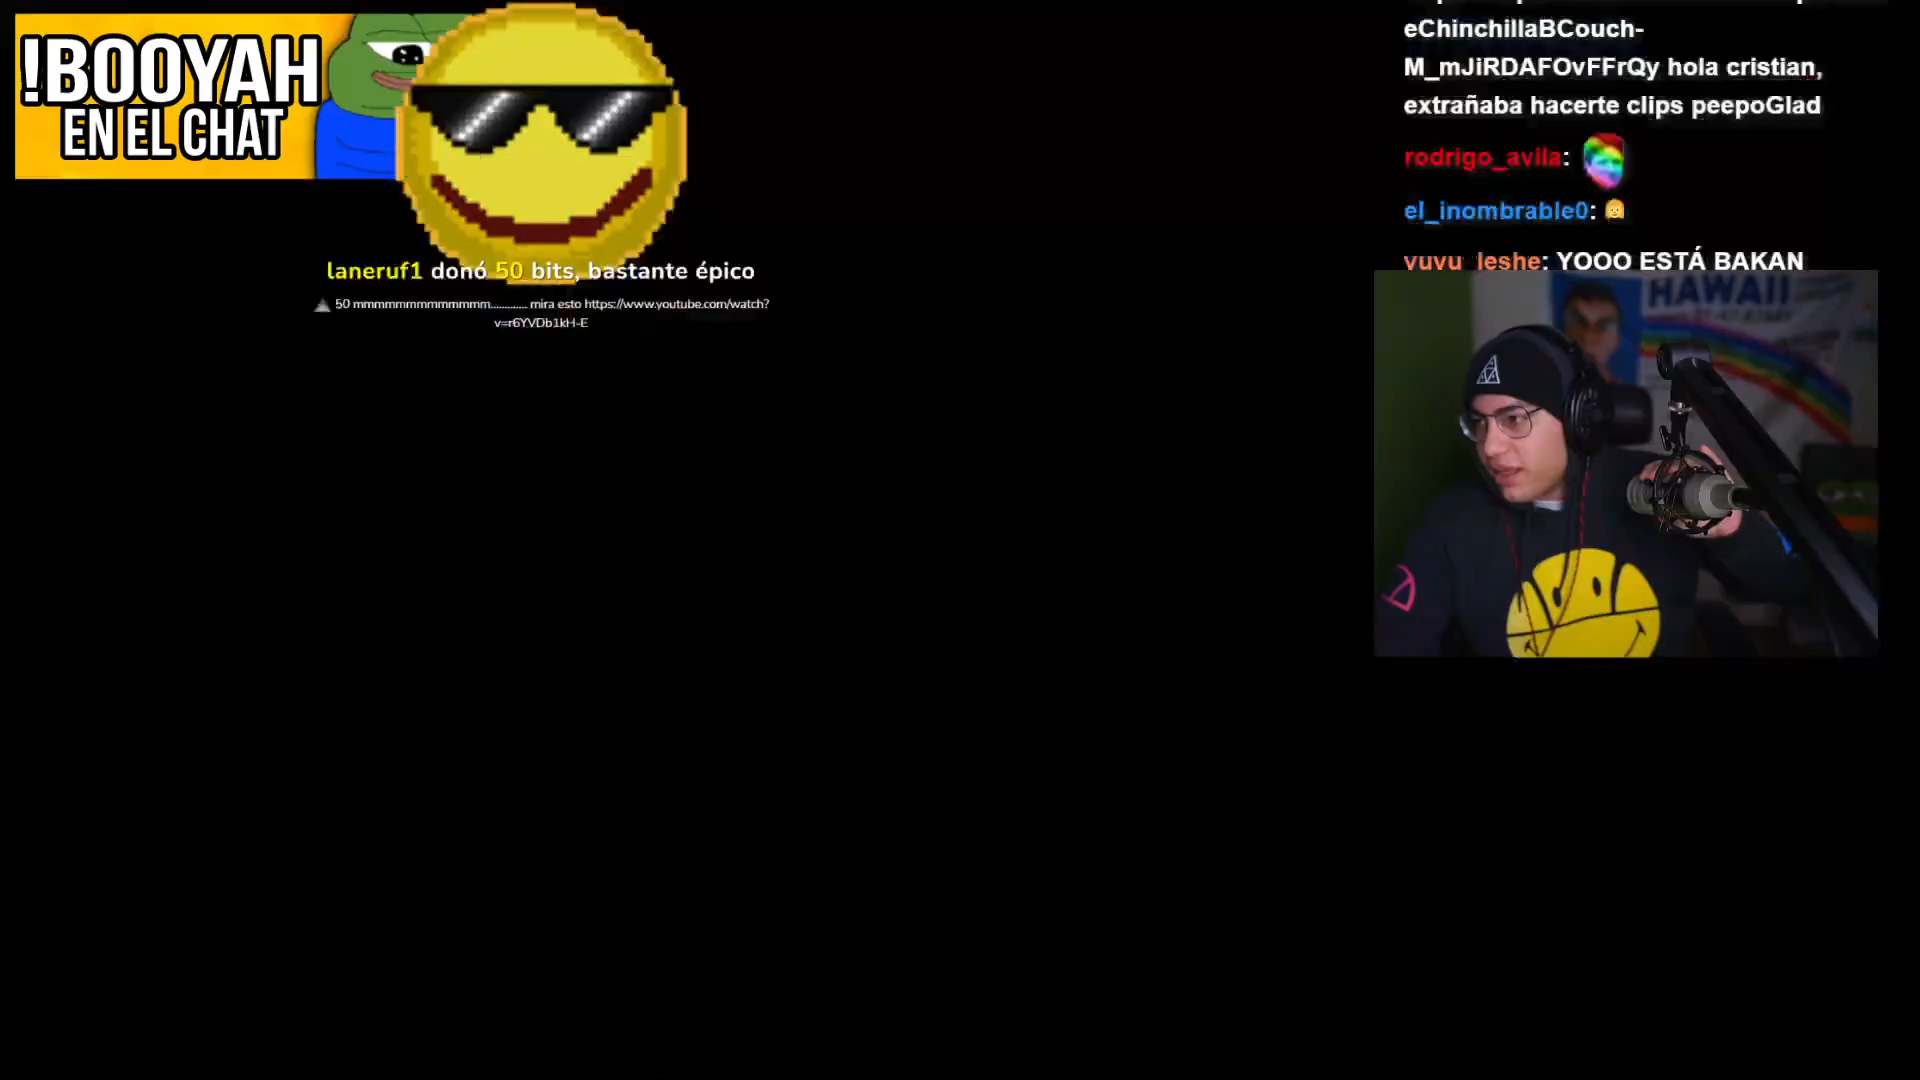 !BOOYAH
EN EL CHAT
laneruf1 donó 50 bits, bastante épico
50 mmmmmmmmmmmmm............ mira esto https://www.youtube.com/watch?
v=r6YVDb1kH-E
eChinchillaBCouch-
M_mJiRDAFOvFFrQy hola cristian,
extrañaba hacerte clips peepoGlad
rodrigo_avila:
el_inombrable0:
yuyu_leshe: YOOO ESTÁ BAKAN
HAWAII